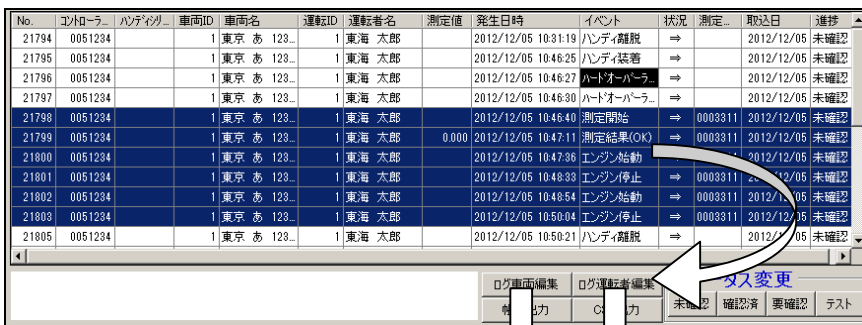 No. コントローラ... ハンディシリ... 車両ID 車両名 運転ID 運転者名 測定値 発生日時 イベント 状況 測定... 取込日 進捗
21794 0051234 1 東京 あ 123... 1 東海 太郎 2012/12/05 10:31:19 ハンディ離脱 ⇒ 2012/12/05 未確認
21795 0051234 1 東京 あ 123... 1 東海 太郎 2012/12/05 10:46:25 ハンディ装着 ⇒ 2012/12/05 未確認
21796 0051234 1 東京 あ 123... 1 東海 太郎 2012/12/05 10:46:27 ハードオーバーラ... ⇒ 2012/12/05 未確認
21797 0051234 1 東京 あ 123... 1 東海 太郎 2012/12/05 10:46:30 ハードオーバーラ... ⇒ 2012/12/05 未確認
21798 0051234 1 東京 あ 123... 1 東海 太郎 2012/12/05 10:46:40 測定開始 ⇒ 0003311 2012/12/05 未確認
21799 0051234 1 東京 あ 123... 1 東海 太郎 0.000 2012/12/05 10:47:11 測定結果(OK) ⇒ 0003311 2012/12/05 未確認
21800 0051234 1 東京 あ 123... 1 東海 太郎 2012/12/05 10:47:36 エンジン始動 ⇒ 0003311 2012/12/05 未確認
21801 0051234 1 東京 あ 123... 1 東海 太郎 2012/12/05 10:48:33 エンジン停止 ⇒ 0003311 2012/12/05 未確認
21802 0051234 1 東京 あ 123... 1 東海 太郎 2012/12/05 10:48:54 エンジン始動 ⇒ 0003311 2012/12/05 未確認
21803 0051234 1 東京 あ 123... 1 東海 太郎 2012/12/05 10:50:04 エンジン停止 ⇒ 0003311 2012/12/05 未確認
21805 0051234 1 東京 あ 123... 1 東海 太郎 2012/12/05 10:50:21 ハンディ離脱 ⇒ 2012/12/05 未確認
ログ車両編集 ログ運転者編集 タス変更
出力 出力 未確認 確認済 要確認 テスト